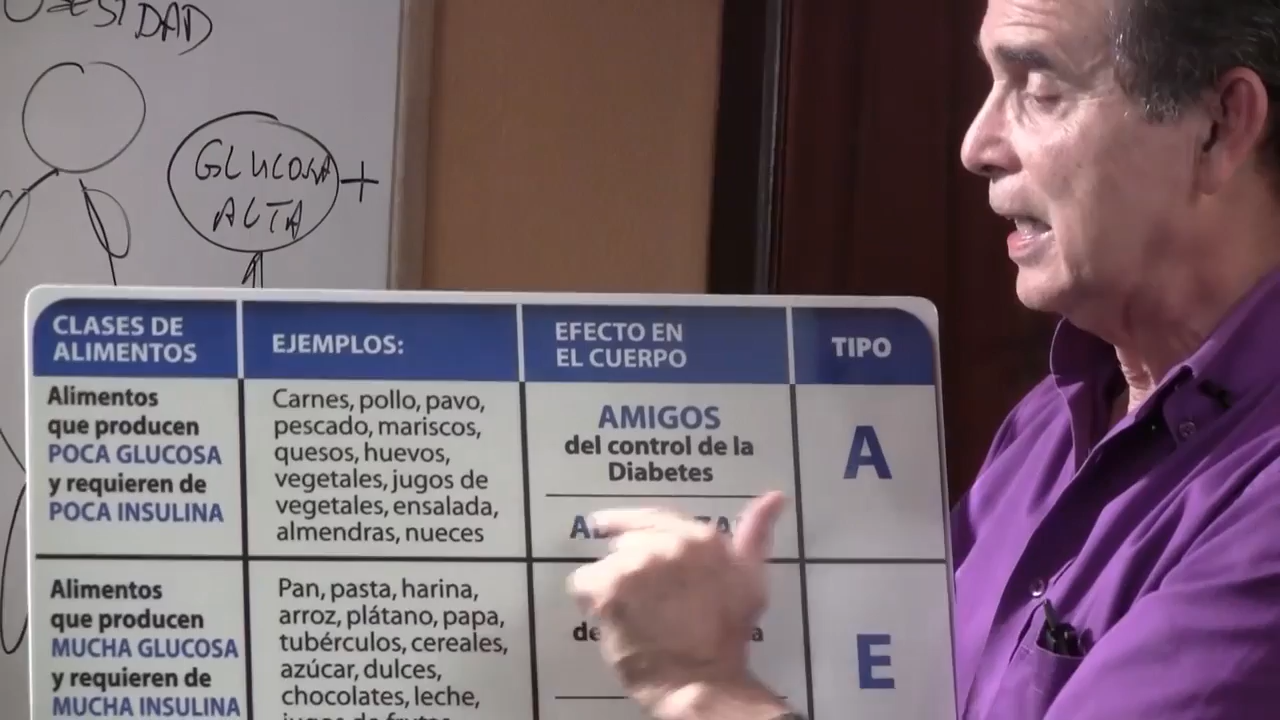 OBESIDAD
GLUCOSA
ALTA
+
CLASES DE
ALIMENTOS
EJEMPLOS:
EFECTO EN
EL CUERPO
TIPO
Alimentos
que producen
POCA GLUCOSA
y requieren de
POCA INSULINA
Carnes, pollo, pavo,
pescado, mariscos,
quesos, huevos,
vegetales, jugos de
vegetales, ensalada,
almendras, nueces
AMIGOS
del control de la
Diabetes
A
Alimentos
que producen
MUCHA GLUCOSA
y requieren de
MUCHA INSULINA
Pan, pasta, harina,
arroz, plátano, papa,
tubérculos, cereales,
azúcar, dulces,
chocolates, leche,
jugos de frutas
E